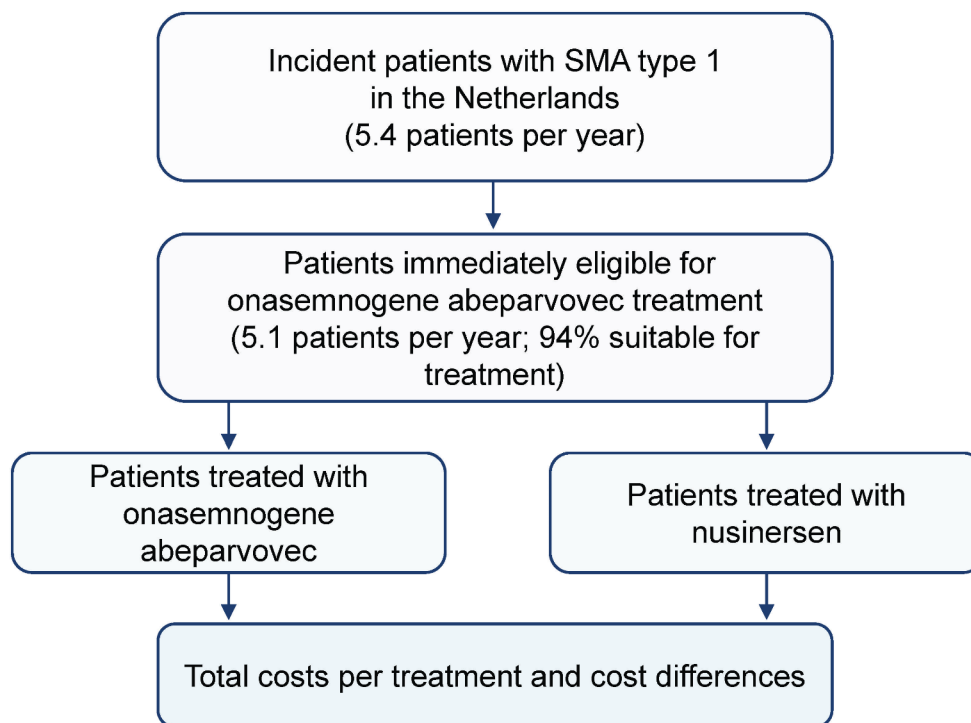 Incident patients with SMA type 1
in the Netherlands
(5.4 patients per year)
Patients immediately eligible for
onasemnogene abeparvovec treatment
(5.1 patients per year; 94% suitable for
treatment)
Patients treated with
onasemnogene
abeparvovec
Patients treated with
nusinersen
Total costs per treatment and cost differences